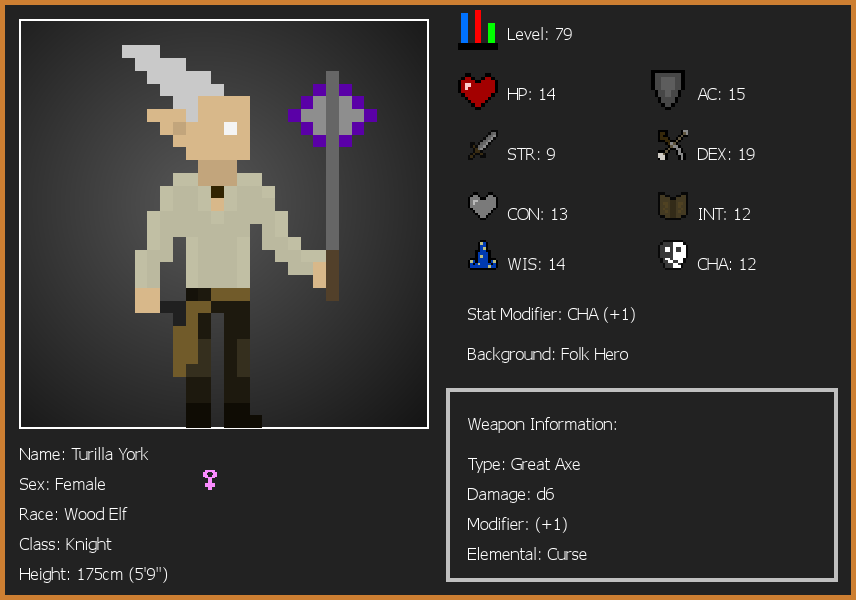 Level: 79
HP: 14
AC: 15
STR: 9
DEX: 19
CON: 13
INT: 12
WIS: 14
CHA: 12
Stat Modifier: CHA (+1)
Background: Folk Hero
Weapon Information:
Type: Great Axe
Damage: d6
Modifier: (+1)
Elemental: Curse
Name: Turilla York
Sex: Female
Race: Wood Elf
Class: Knight
Height: 175cm (5'9")